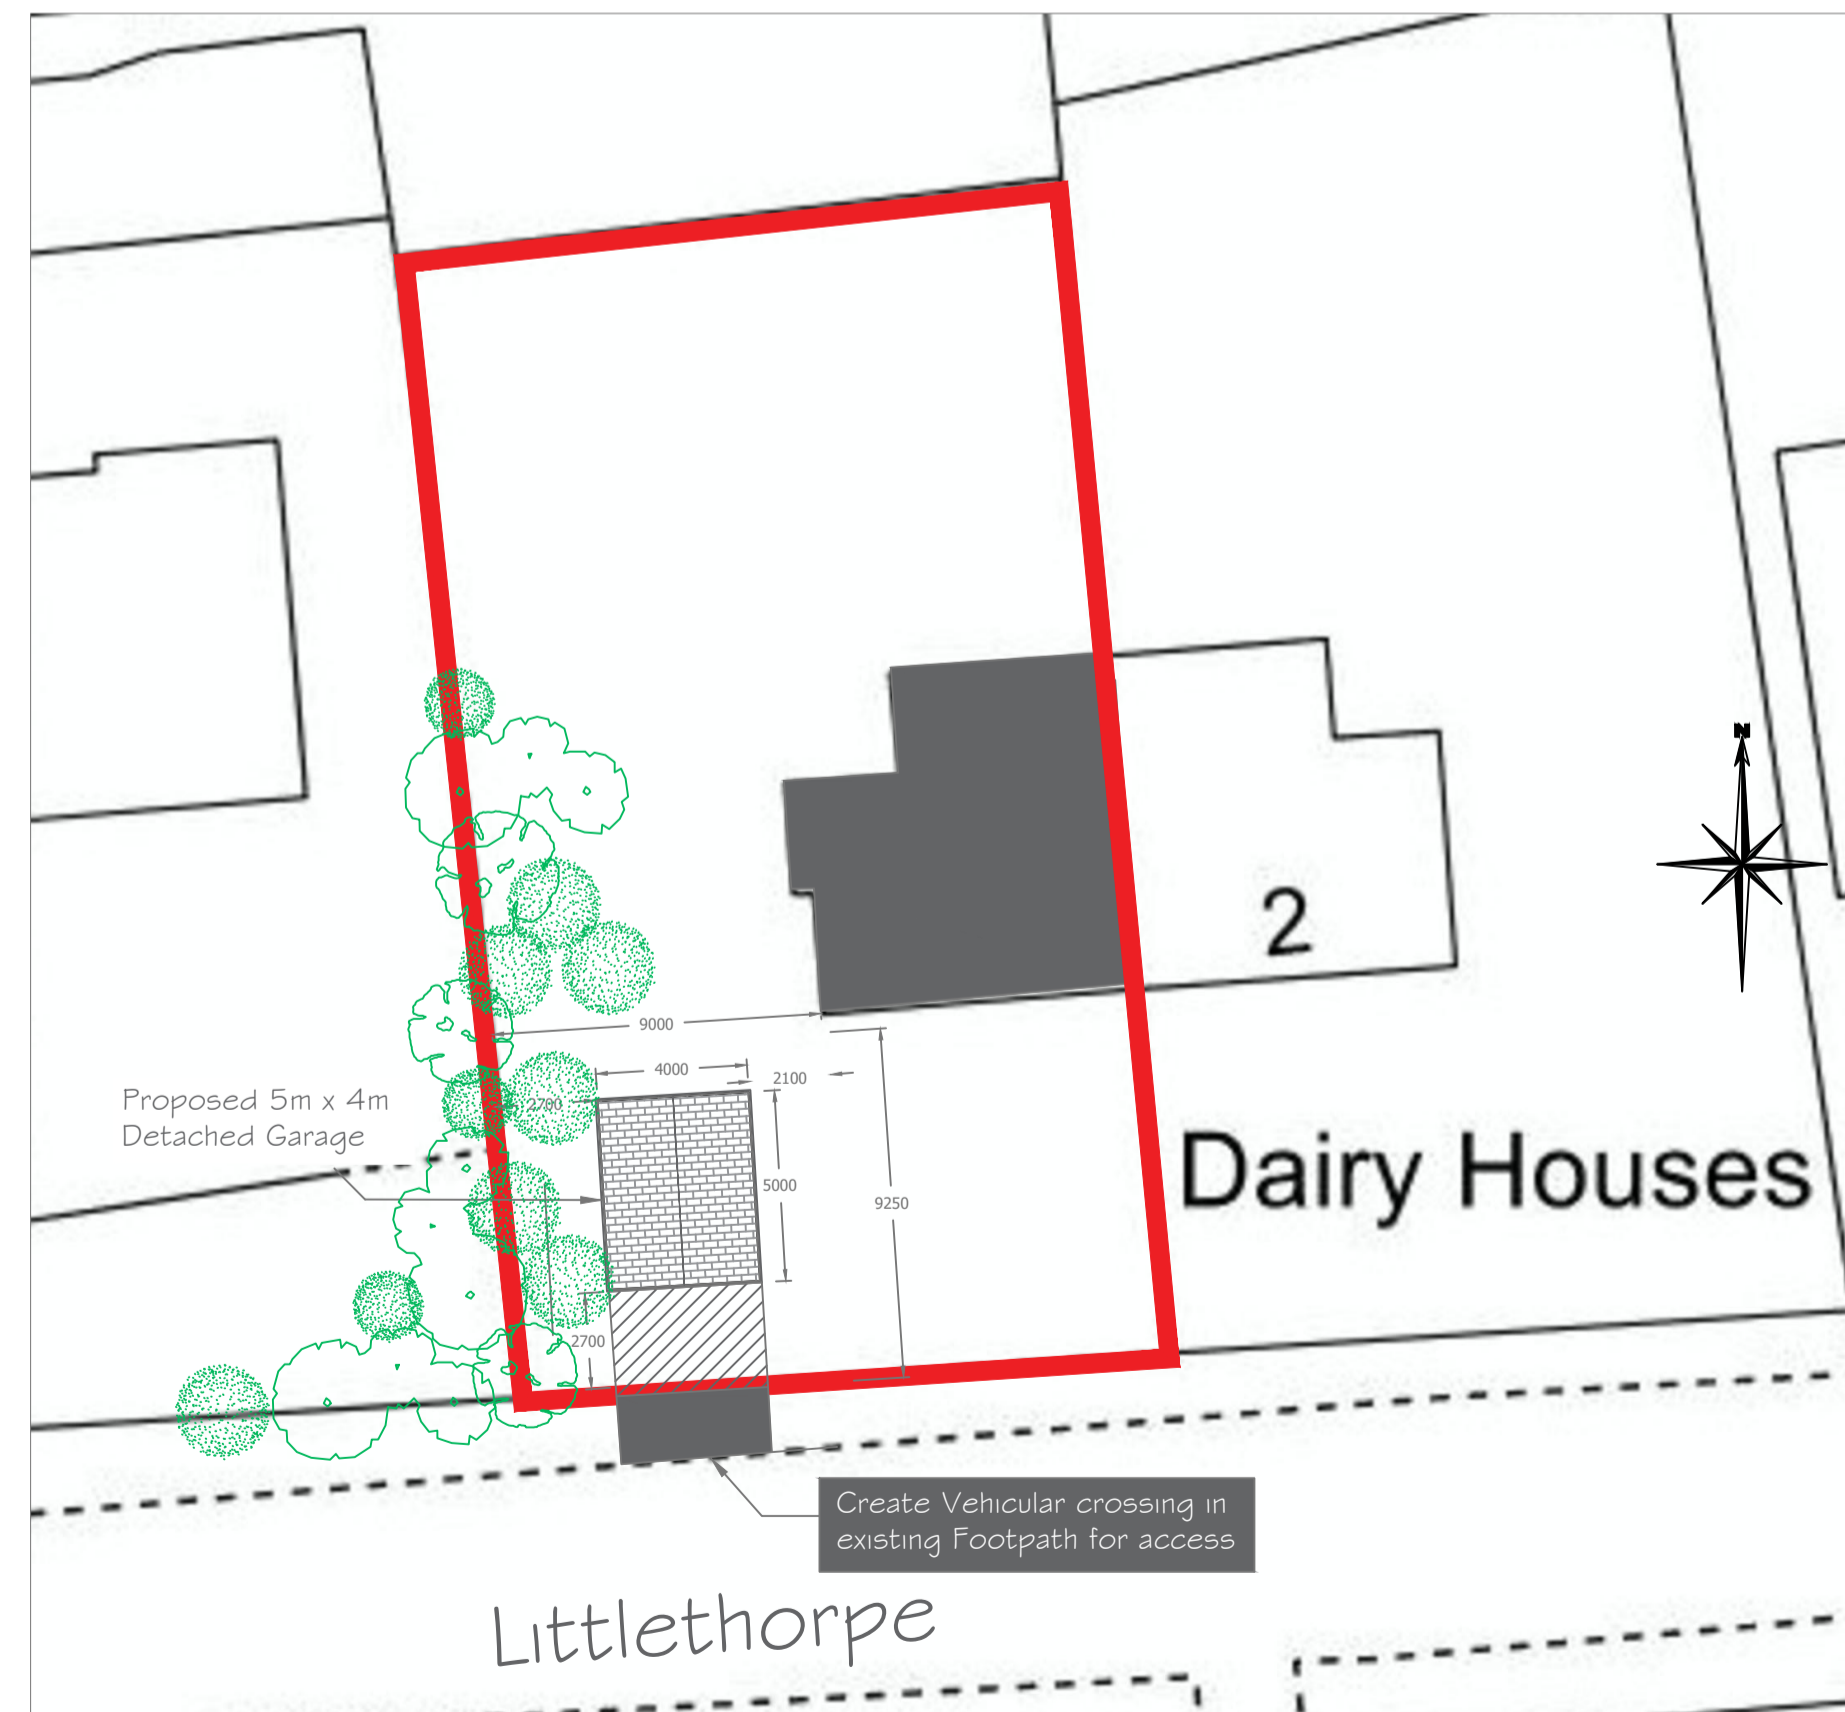 N
2
9000
4000
2100
2700
Proposed 5m x 4m
Detached Garage
5000
9250
Dairy Houses
2700
Create Vehicular crossing in
existing Footpath for access
Littlethorpe